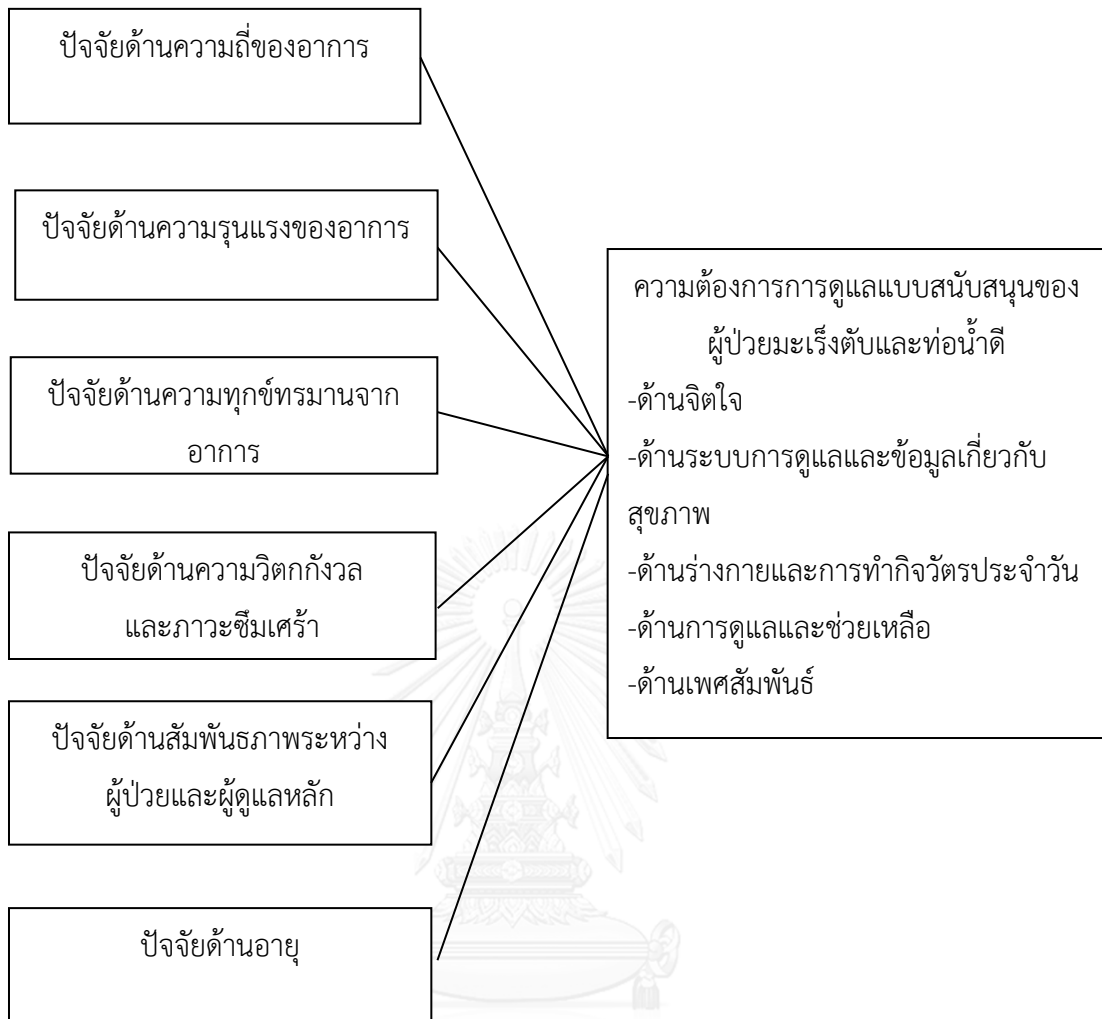 ปัจจัยด้านความถี่ของอาการ
ปัจจัยด้านความรุนแรงของอาการ
ปัจจัยด้านความทุกข์ทรมานจาก
อาการ
ปัจจัยด้านความวิตกกังวล
และภาวะซึมเศร้า
ปัจจัยด้านสัมพันธภาพระหว่าง
ผู้ป่วยและผู้ดูแลหลัก
ปัจจัยด้านอายุ
ความต้องการการดูแลแบบสนับสนุนของ
ผู้ป่วยมะเร็งตับและท่อน้ำดี
-ด้านจิตใจ
-ด้านระบบการดูแลและข้อมูลเกี่ยวกับ
สุขภาพ
-ด้านร่างกายและการทำกิจวัตรประจำวัน
-ด้านการดูแลและช่วยเหลือ
-ด้านเพศสัมพันธ์